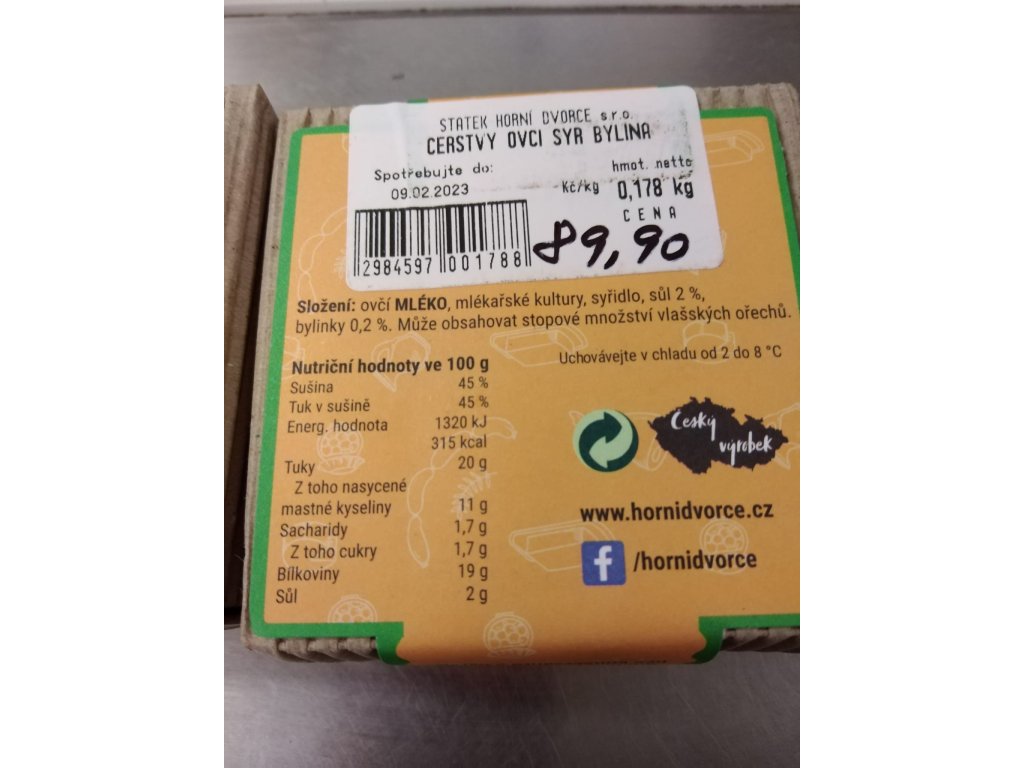 STATEK HORNÍ DVORCE s.r.o.
CERSTVY OVCI SYR BYLINA
Spotřebujte do:
hmot. netto
09.02.2023
Kč/kg 0,178 kg
CENA
89,90
2984597 001788
Složení: ovčí MLÉKO, mlékařské kultury, syřidlo, sůl 2 %,
bylinky 0,2 %. Může obsahovat stopové množství vlašských ořechů.
Uchovávejte v chladu od 2 do 8 °C
Nutriční hodnoty ve 100 g
Sušina 45 %
Tuk v sušině 45 %
Energ. hodnota 1320 kJ
315 kcal
Tuky 20 g
Z toho nasycené
mastné kyseliny 11 g
Sacharidy 1,7 g
Z toho cukry 1,7 g
Bílkoviny 19 g
Sůl 2 g
Český
výrobek
www.hornidvorce.cz
f /hornidvorce